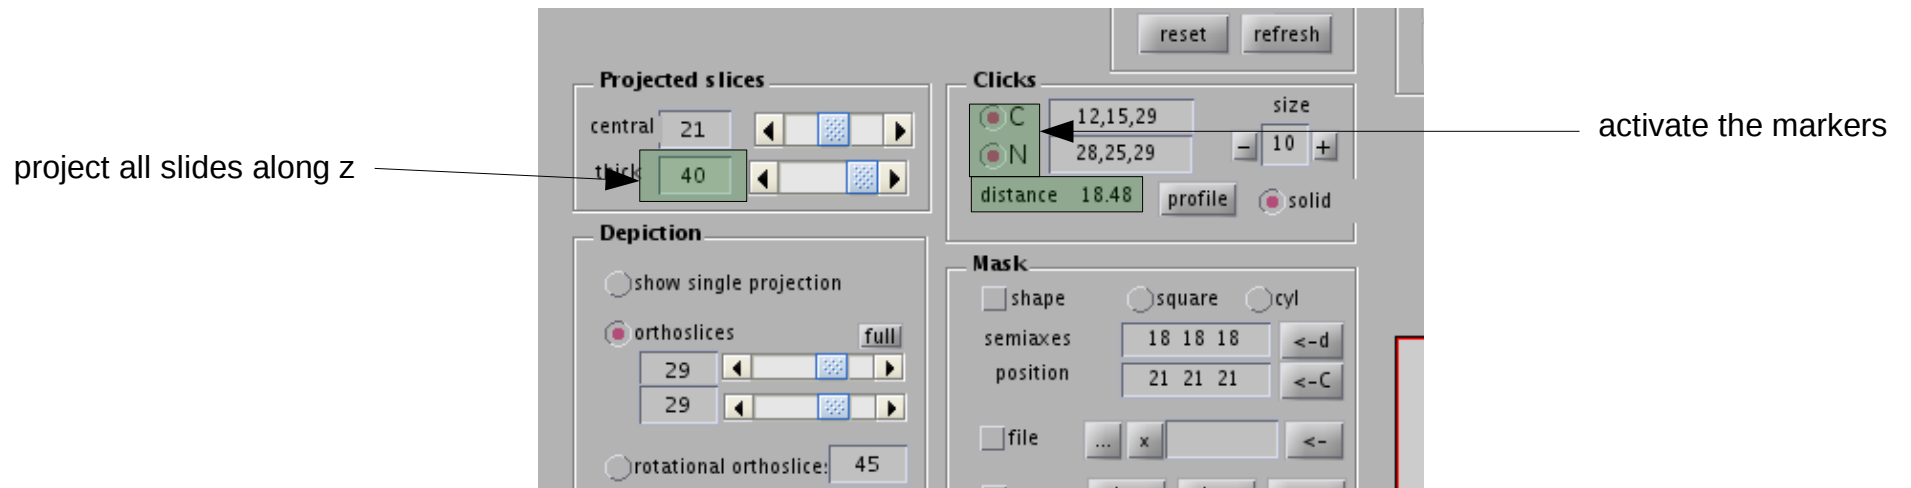 reset refresh
Projected slices
central 21
thick 40
project all slides along z
Clicks
C 12,15,29
N 28,25,29
size
- 10 +
distance 18.48 profile solid
activate the markers
Depiction
show single projection
orthoslices full
29
29
rotational orthoslice: 45
Mask
shape square cyl
semiaxes 18 18 18 <-d
position 21 21 21 <-C
file ... x <-